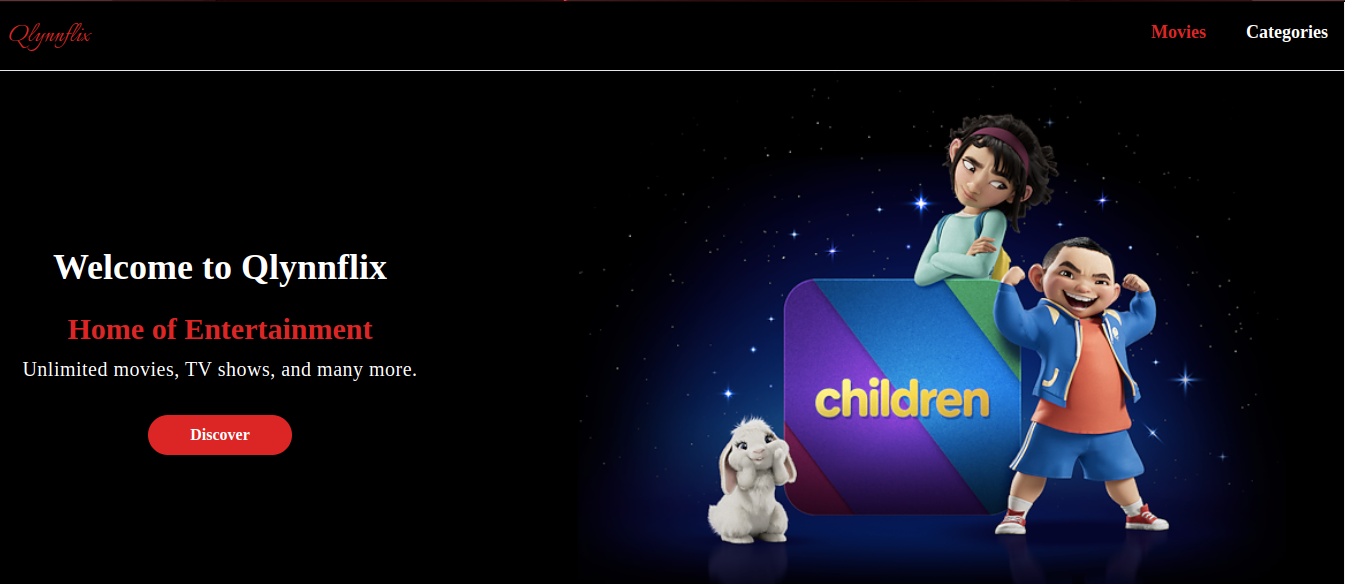 Qlynnflix
Movies
Categories
Welcome to Qlynnflix
Home of Entertainment
Unlimited movies, TV shows, and many more.
Discover
children